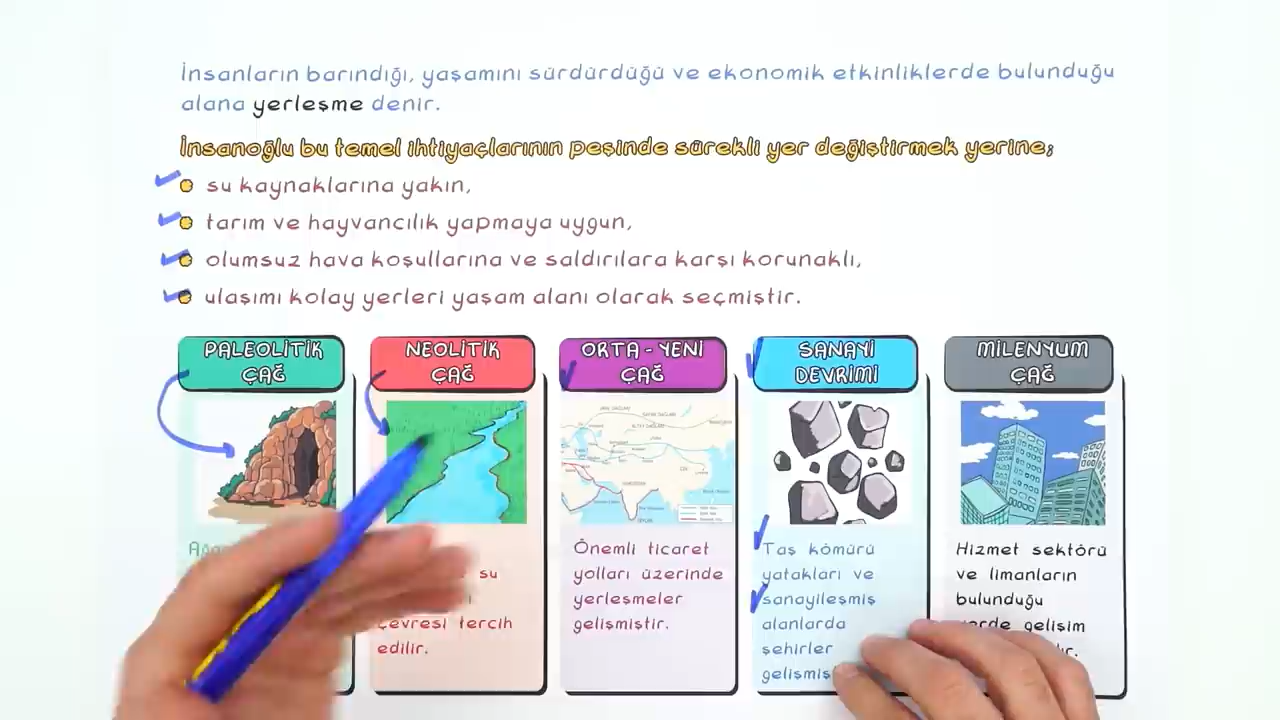 İnsanların barındığı, yaşamını sürdürdüğü ve ekonomik etkinliklerde bulunduğu
alana yerleşme denir.
İnsanoğlu bu temel ihtiyaçlarının peşinde sürekli yer değiştirmek yerine;
su kaynaklarına yakın,
tarım ve hayvancılık yapmaya uygun,
olumsuz hava koşullarına ve saldırılara karşı korunaklı,
ulaşımı kolay yerleri yaşam alanı olarak seçmiştir.
PALEOLİTİK
ÇAĞ
NEOLİTİK
ÇAĞ
su
çevresi tercih
edilir.
ORTA - YENİ
ÇAĞ
Önemli ticaret
yolları üzerinde
yerleşmeler
gelişmiştir.
SANAYİ
DEVRİMİ
Taş kömürü
yatakları ve
sanayileşmiş
alanlarda
şehirler
MİLENYUM
ÇAĞ
Hizmet sektörü
ve limanların
bulunduğu
gelişim